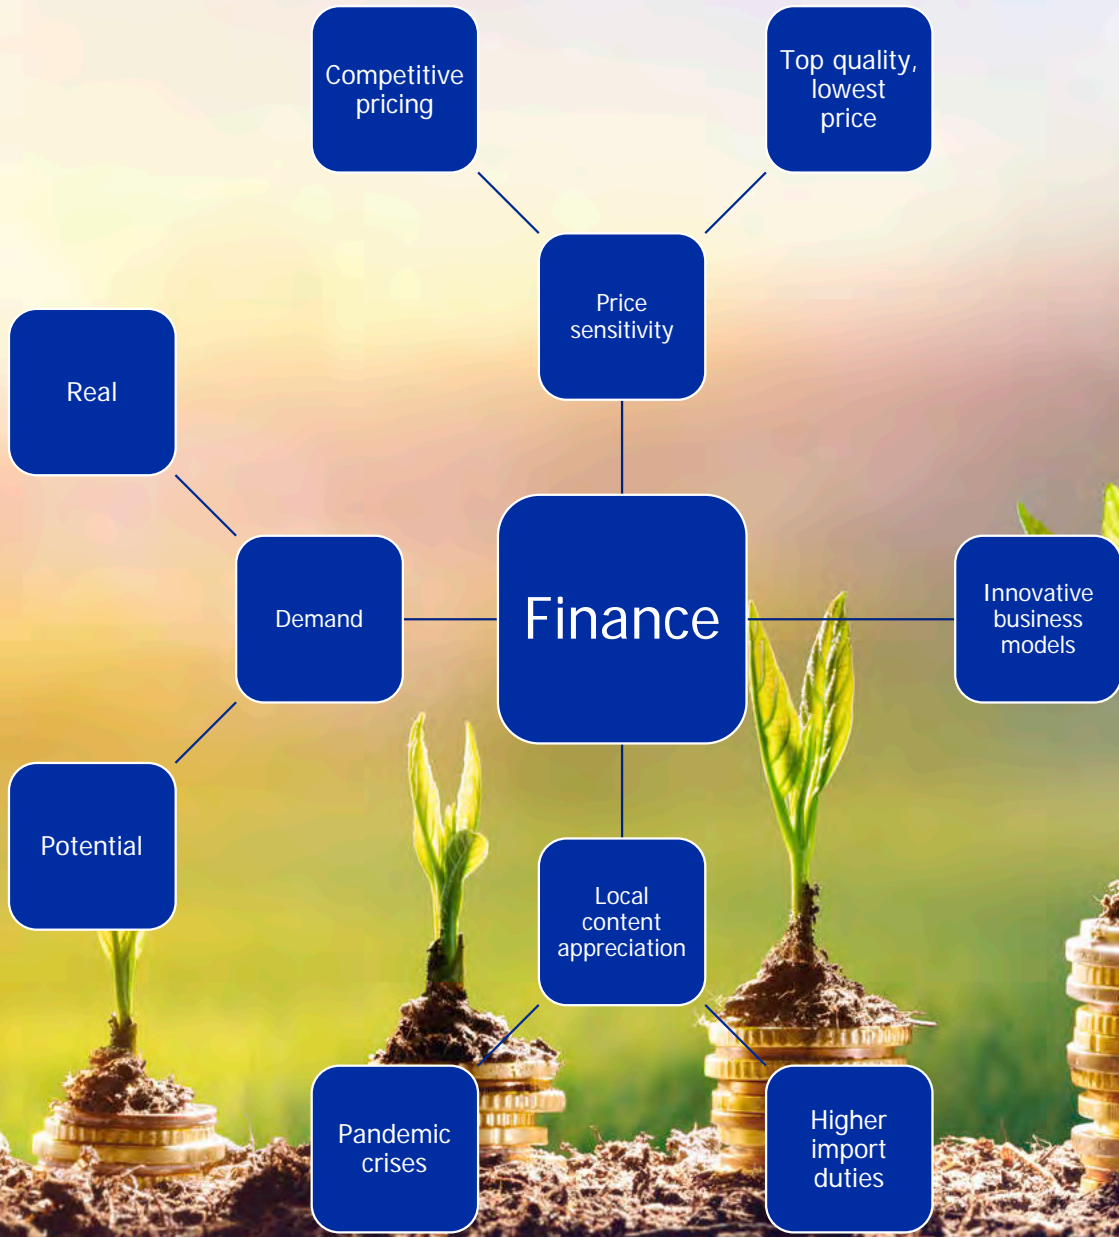 Competitive
pricing
Top quality,
lowest
price
Price
sensitivity
Real
Demand
Finance
Innovative
business
models
Potential
Local
content
appreciation
Pandemic
crises
Higher
import
duties